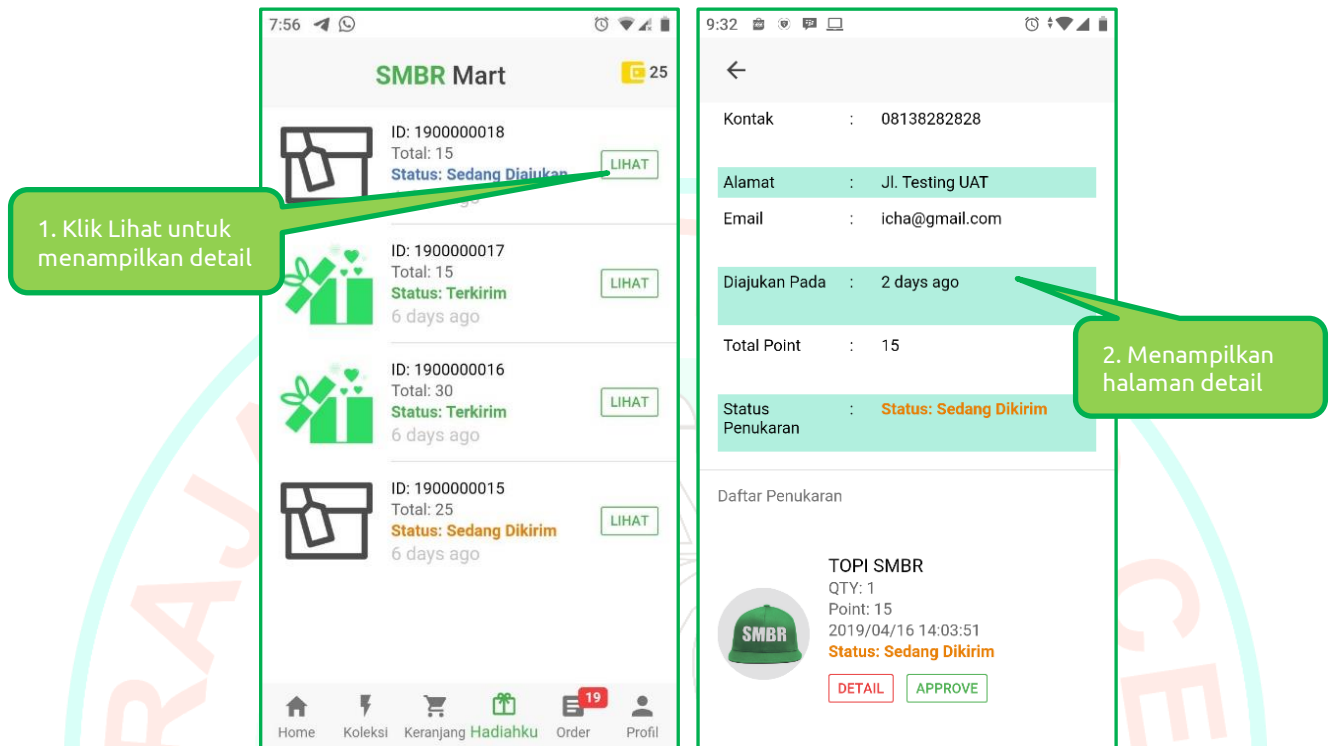 7:56
SMBR Mart
25
ID: 1900000018
Total: 15
Status: Sedang Diajukan
LIHAT
1. Klik Lihat untuk
menampilkan detail
ID: 1900000017
Total: 15
Status: Terkirim
6 days ago
LIHAT
ID: 1900000016
Total: 30
Status: Terkirim
6 days ago
LIHAT
ID: 1900000015
Total: 25
Status: Sedang Dikirim
6 days ago
LIHAT
Home
Koleksi
Keranjang
Hadiahku
19
Order
Profil
9:32
Kontak : 08138282828
Alamat : Jl. Testing UAT
Email : icha@gmail.com
Diajukan Pada : 2 days ago
Total Point : 15
Status : Status: Sedang Dikirim
Penukaran
2. Menampilkan
halaman detail
Daftar Penukaran
SMBR
TOPI SMBR
QTY: 1
Point: 15
2019/04/16 14:03:51
Status: Sedang Dikirim
DETAIL
APPROVE